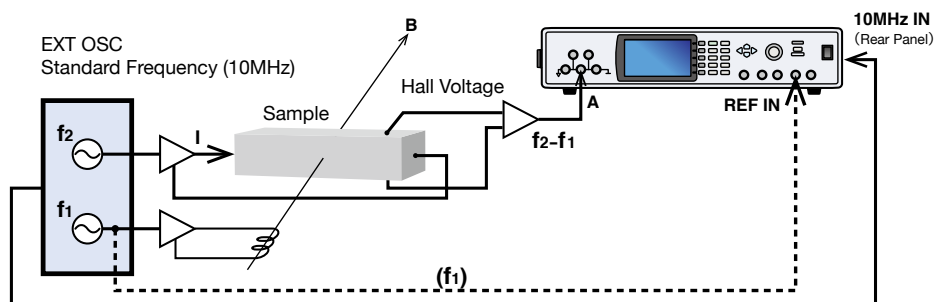 EXT OSC
Standard Frequency (10MHz)
f2
f1
I
Sample
B
Hall Voltage
f2-f1
A
10MHz IN
(Rear Panel)
REF IN
(f1)